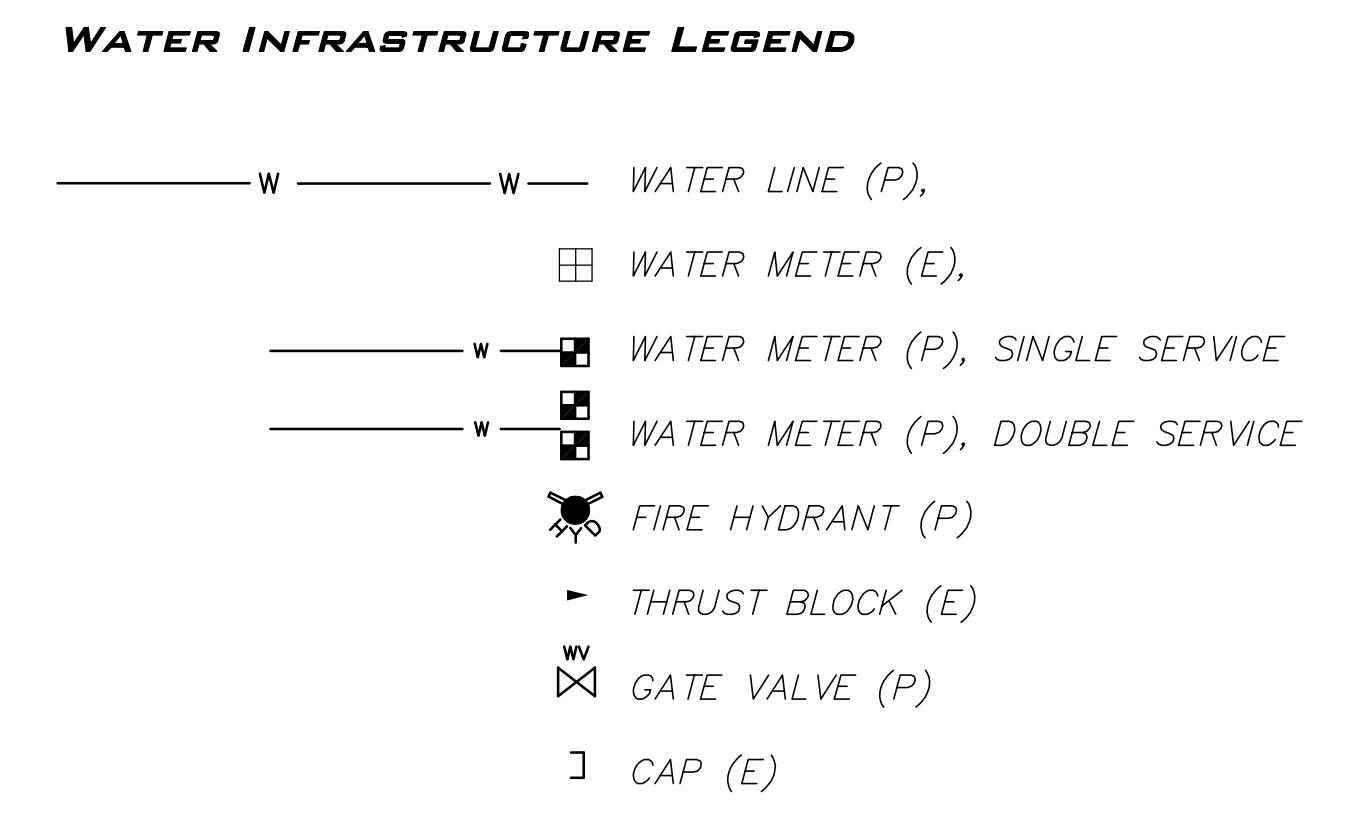 WATER INFRASTRUCTURE LEGEND
W W WATER LINE (P),
WATER METER (E),
W WATER METER (P), SINGLE SERVICE
W WATER METER (P), DOUBLE SERVICE
HYD FIRE HYDRANT (P)
THRUST BLOCK (E)
WV
GATE VALVE (P)
CAP (E)